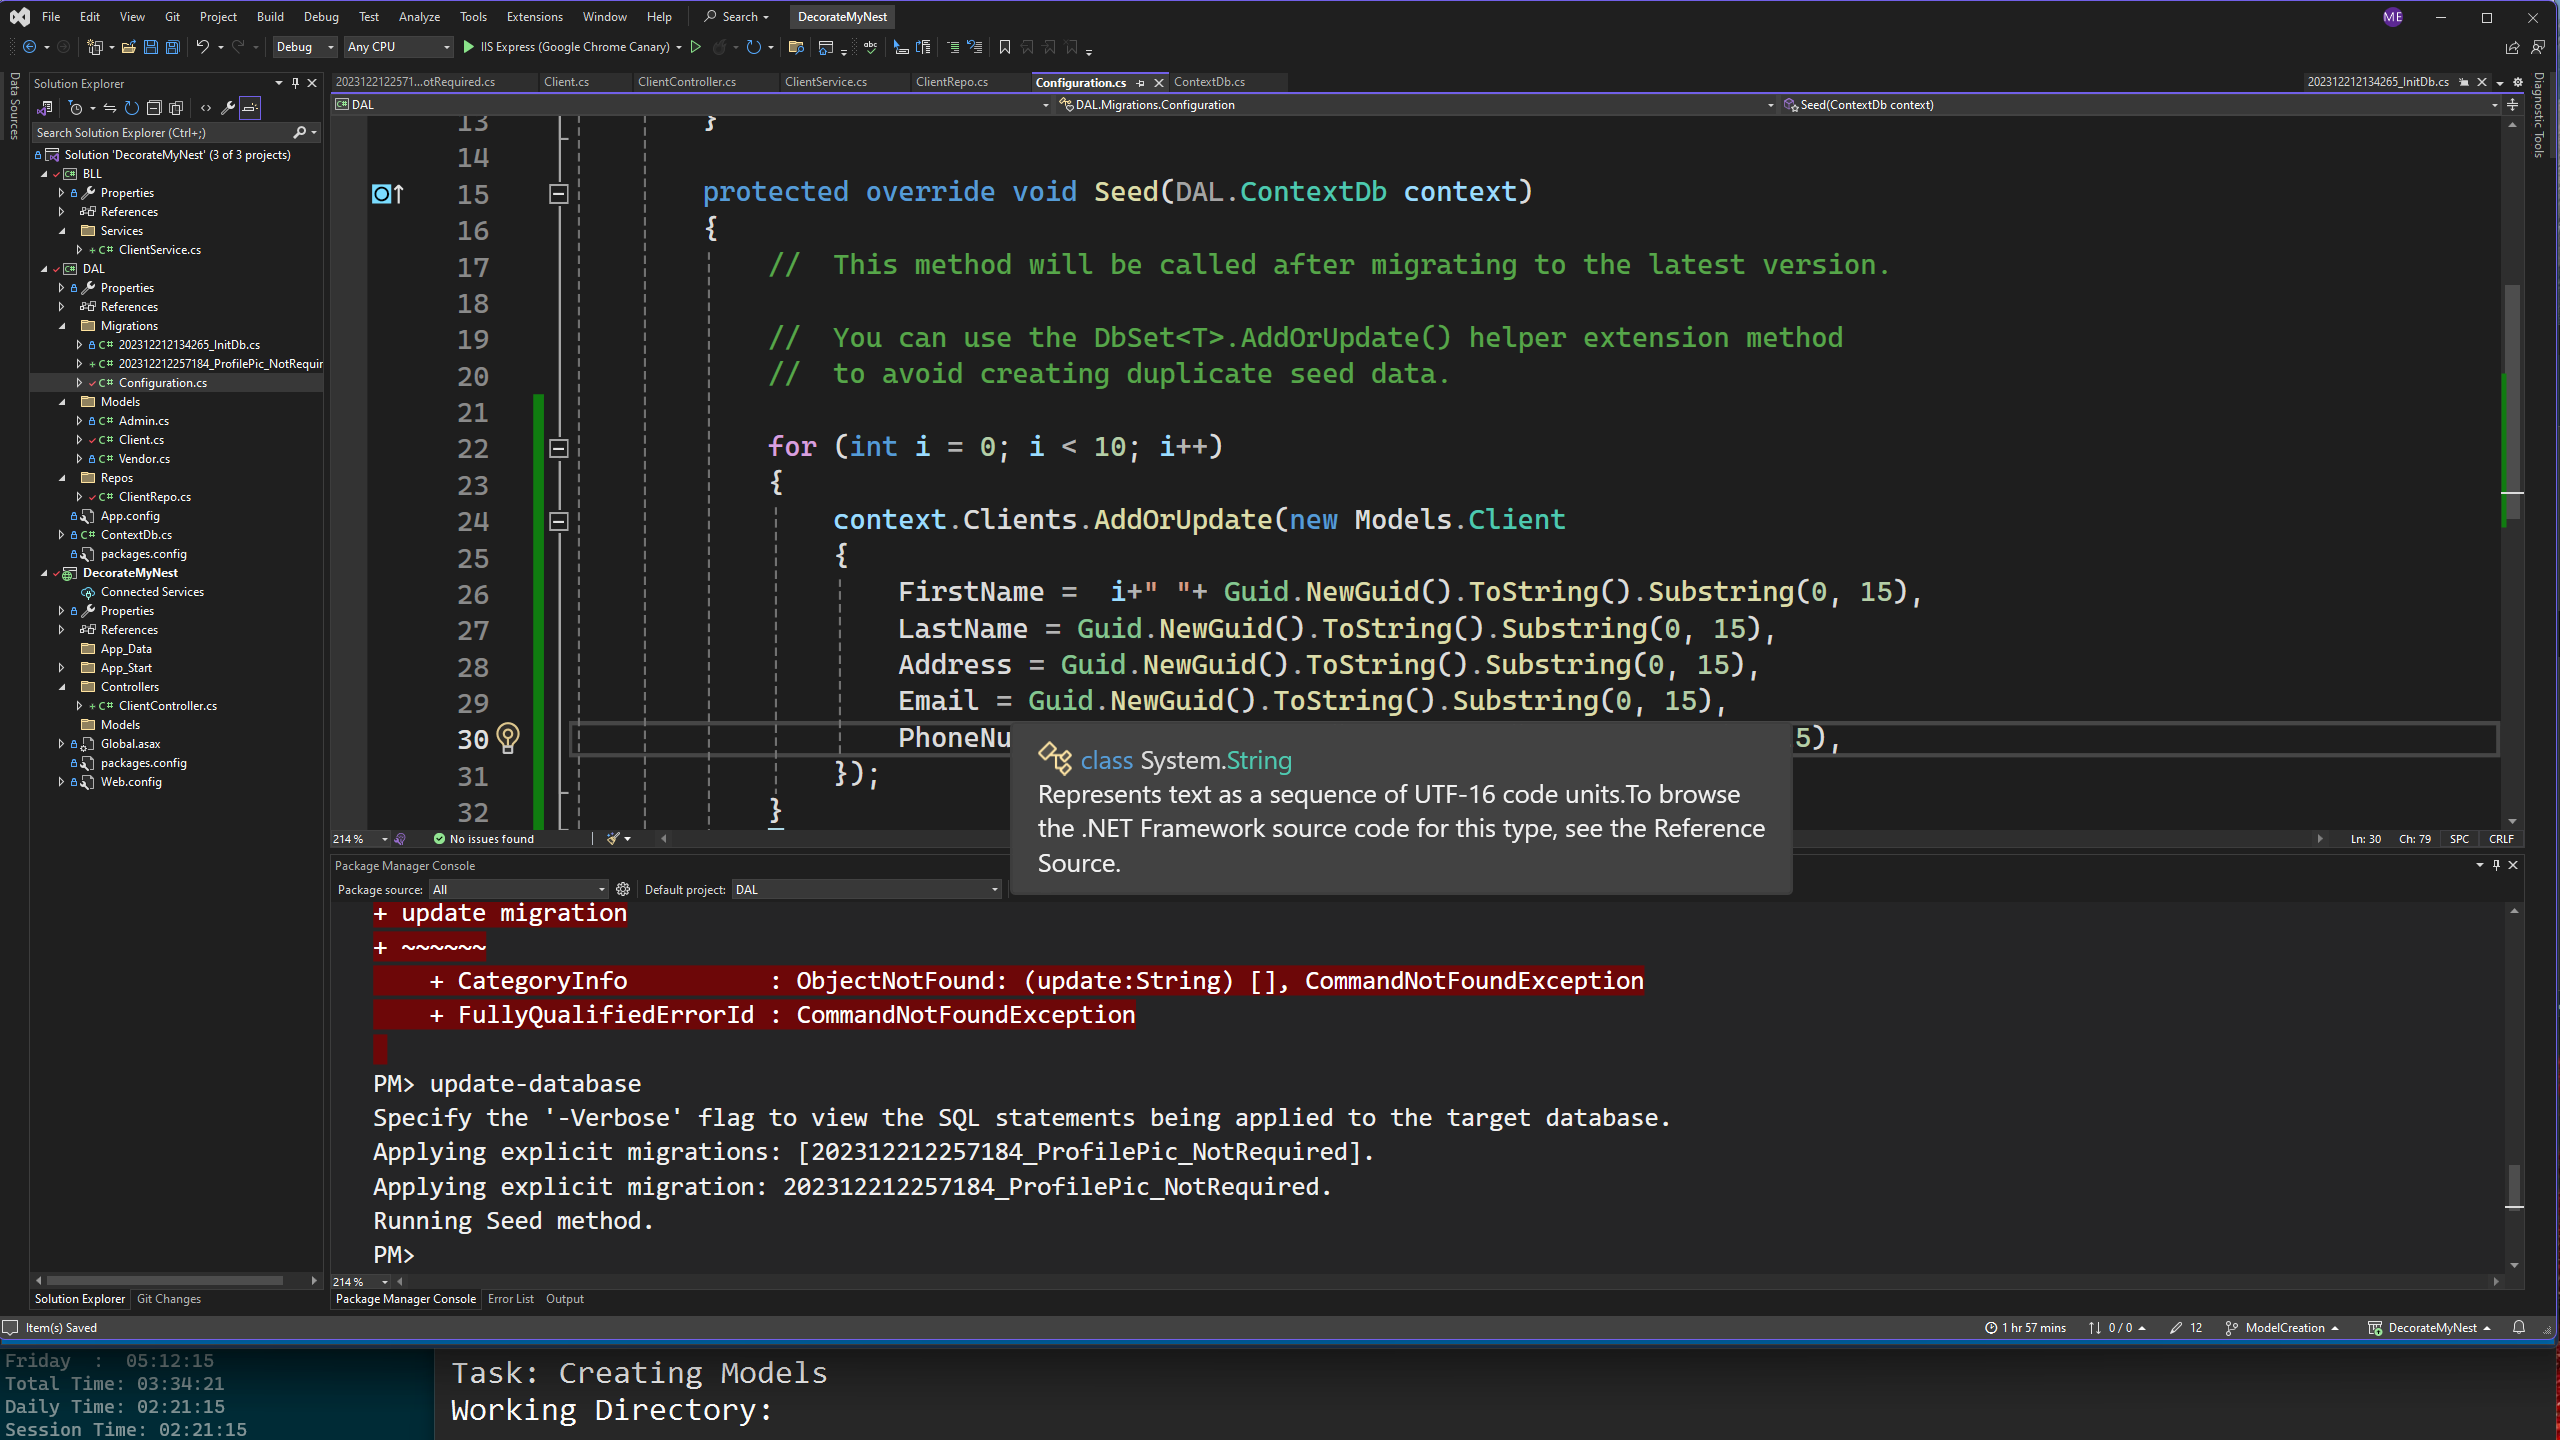 File Edit View Git Project Build Debug Test Analyze Tools Extensions Window Help Search DecorateMyNest ME
Debug Any CPU IIS Express (Google Chrome Canary)
Data Sources
Solution Explorer
Search Solution Explorer (Ctrl+;)
Solution 'DecorateMyNest' (3 of 3 projects)
BLL
Properties
References
Services
C# ClientService.cs
DAL
Properties
References
Migrations
C# 202312212134265_InitDb.cs
C# 202312212257184_ProfilePic_NotRequir
C# Configuration.cs
Models
C# Admin.cs
C# Client.cs
C# Vendor.cs
Repos
C# ClientRepo.cs
App.config
C# ContextDb.cs
packages.config
DecorateMyNest
Connected Services
Properties
References
App_Data
App_Start
Controllers
C# ClientController.cs
Models
Global.asax
packages.config
Web.config
Solution Explorer Git Changes
2023122122571...otRequired.cs Client.cs ClientController.cs ClientService.cs ClientRepo.cs Configuration.cs ContextDb.cs 202312212134265_InitDb.cs
DAL DAL.Migrations.Configuration Seed(ContextDb context)
Diagnostic Tools
13 }
14
15 protected override void Seed(DAL.ContextDb context)
16 {
17 //  This method will be called after migrating to the latest version.
18
19 //  You can use the DbSet<T>.AddOrUpdate() helper extension method
20 //  to avoid creating duplicate seed data.
21
22 for (int i = 0; i < 10; i++)
23 {
24 context.Clients.AddOrUpdate(new Models.Client
25 {
26 FirstName =  i+" "+ Guid.NewGuid().ToString().Substring(0, 15),
27 LastName = Guid.NewGuid().ToString().Substring(0, 15),
28 Address = Guid.NewGuid().ToString().Substring(0, 15),
29 Email = Guid.NewGuid().ToString().Substring(0, 15),
30 PhoneNu 5),
31 });
32 }
class System.String
Represents text as a sequence of UTF-16 code units.To browse
the .NET Framework source code for this type, see the Reference
Source.
214 % No issues found Ln: 30 Ch: 79 SPC CRLF
Package Manager Console
Package source: All Default project: DAL
+ update migration
+ ~~~~~~
+ CategoryInfo          : ObjectNotFound: (update:String) [], CommandNotFoundException
+ FullyQualifiedErrorId : CommandNotFoundException
PM> update-database
Specify the '-Verbose' flag to view the SQL statements being applied to the target database.
Applying explicit migrations: [202312212257184_ProfilePic_NotRequired].
Applying explicit migration: 202312212257184_ProfilePic_NotRequired.
Running Seed method.
PM>
214 %
Package Manager Console Error List Output
Item(s) Saved 1 hr 57 mins 0 / 0 12 ModelCreation DecorateMyNest
Friday  :  05:12:15
Total Time: 03:34:21
Daily Time: 02:21:15
Session Time: 02:21:15
Task: Creating Models
Working Directory: